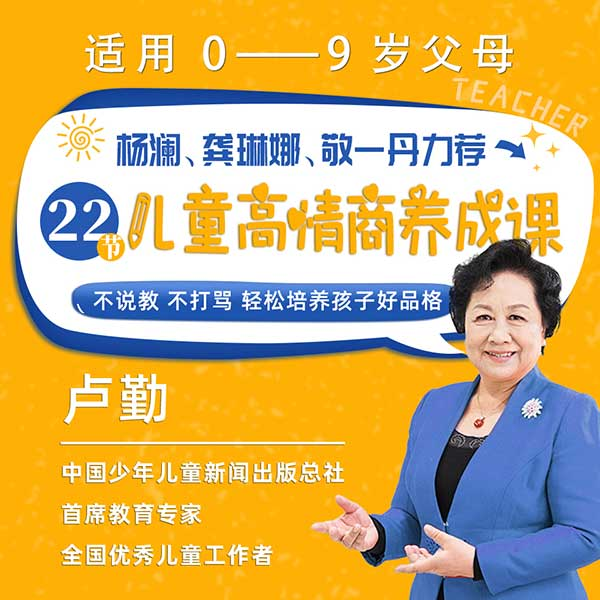 适用 0——9 岁父母
TEACHER
杨澜、龚琳娜、敬一丹力荐
22节 儿童高情商养成课
不说教 不打骂 轻松培养孩子好品格
卢勤
中国少年儿童新闻出版总社
首席教育专家
全国优秀儿童工作者